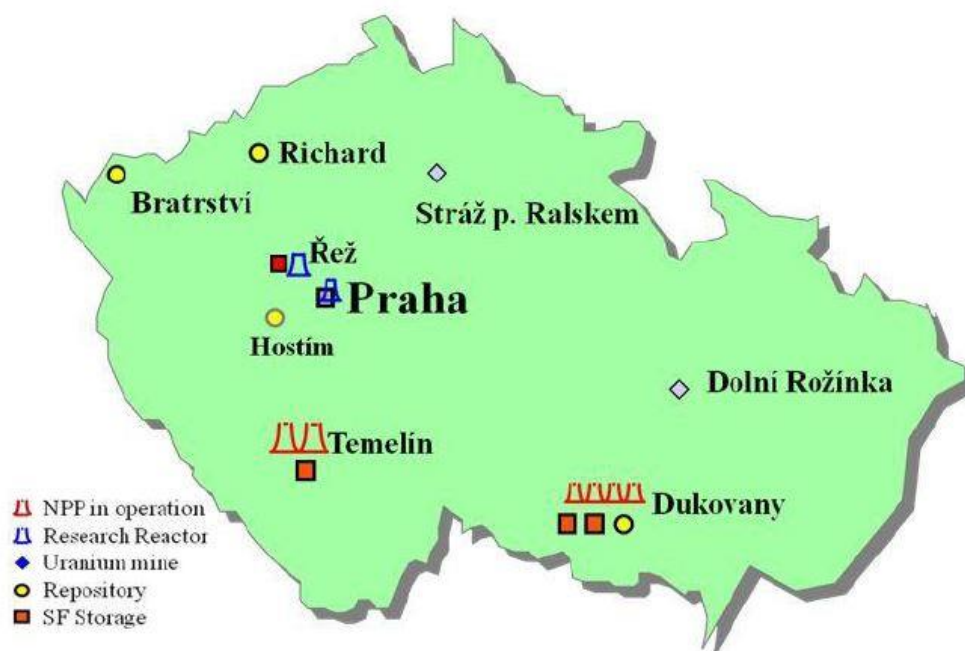 Richard
Bratrství
Stráž p. Ralskem
Řež
Praha
Hostím
Dolní Rožínka
Temelín
Dukovany
NPP in operation
Research Reactor
Uranium mine
Repository
SF Storage